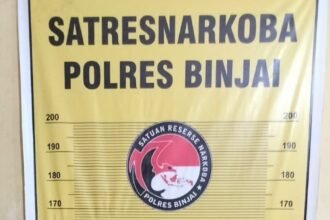 SATRESNARKOBA
POLRES BINJAI
200 200
190 190
180 180
170 170
SATUAN RESERSE NARKOBA
POLRES BINJAI